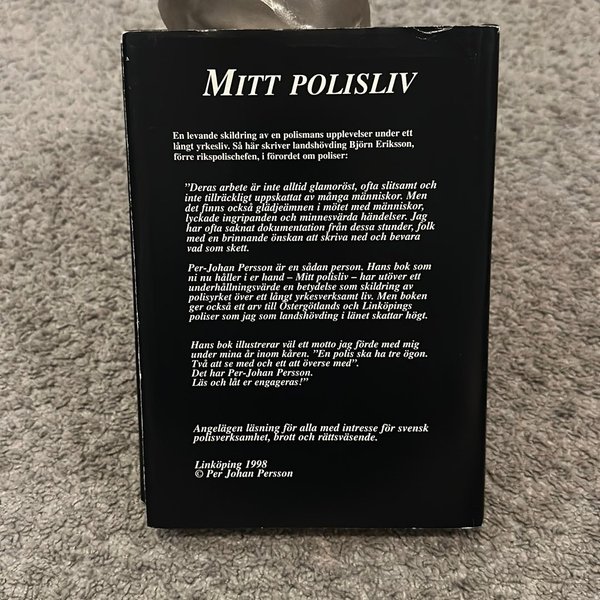 MITT POLISLIV
En levande skildring av en polismans upplevelser under ett
långt yrkesliv. Så här skriver landshövding Björn Eriksson,
förre rikspolischefen, i förordet om poliser:
"Deras arbete är inte alltid glamoröst, ofta slitsamt och
inte tillräckligt uppskattat av många människor. Men
det finns också glädjeämnen i mötet med människor,
lyckade ingripanden och minnesvärda händelser. Jag
har ofta saknat dokumentation från dessa stunder, folk
med en brinnande önskan att skriva ned och bevara
vad som skett.
Per-Johan Persson är en sådan person. Hans bok som
ni nu håller i er hand – Mitt polisliv – har utöver ett
underhållningsvärde en betydelse som skildring av
polisyrket över ett långt yrkesverksamt liv. Men boken
ger också ett arv till Östergötlands och Linköpings
poliser som jag som landshövding i länet skattar högt.
Hans bok illustrerar väl ett motto jag förde med mig
under mina år inom kåren. "En polis ska ha tre ögon.
Två att se med och ett att överse med".
Det har Per-Johan Persson.
Läs och låt er engageras!"
Angelägen läsning för alla med intresse för svensk
polisverksamhet, brott och rättsväsende.
Linköping 1998
© Per Johan Persson